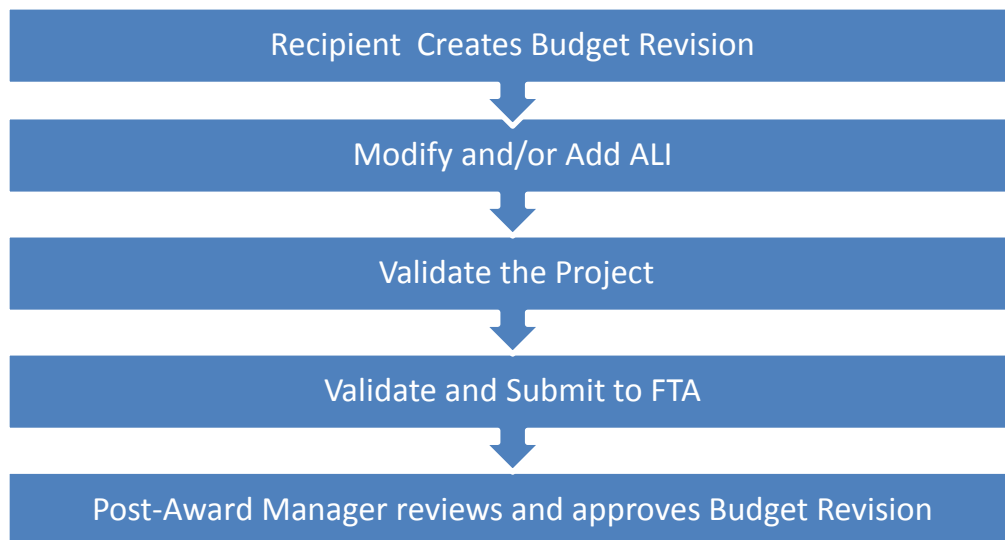 Recipient  Creates Budget Revision
Modify and/or Add ALI
Validate the Project
Validate and Submit to FTA
Post-Award Manager reviews and approves Budget Revision